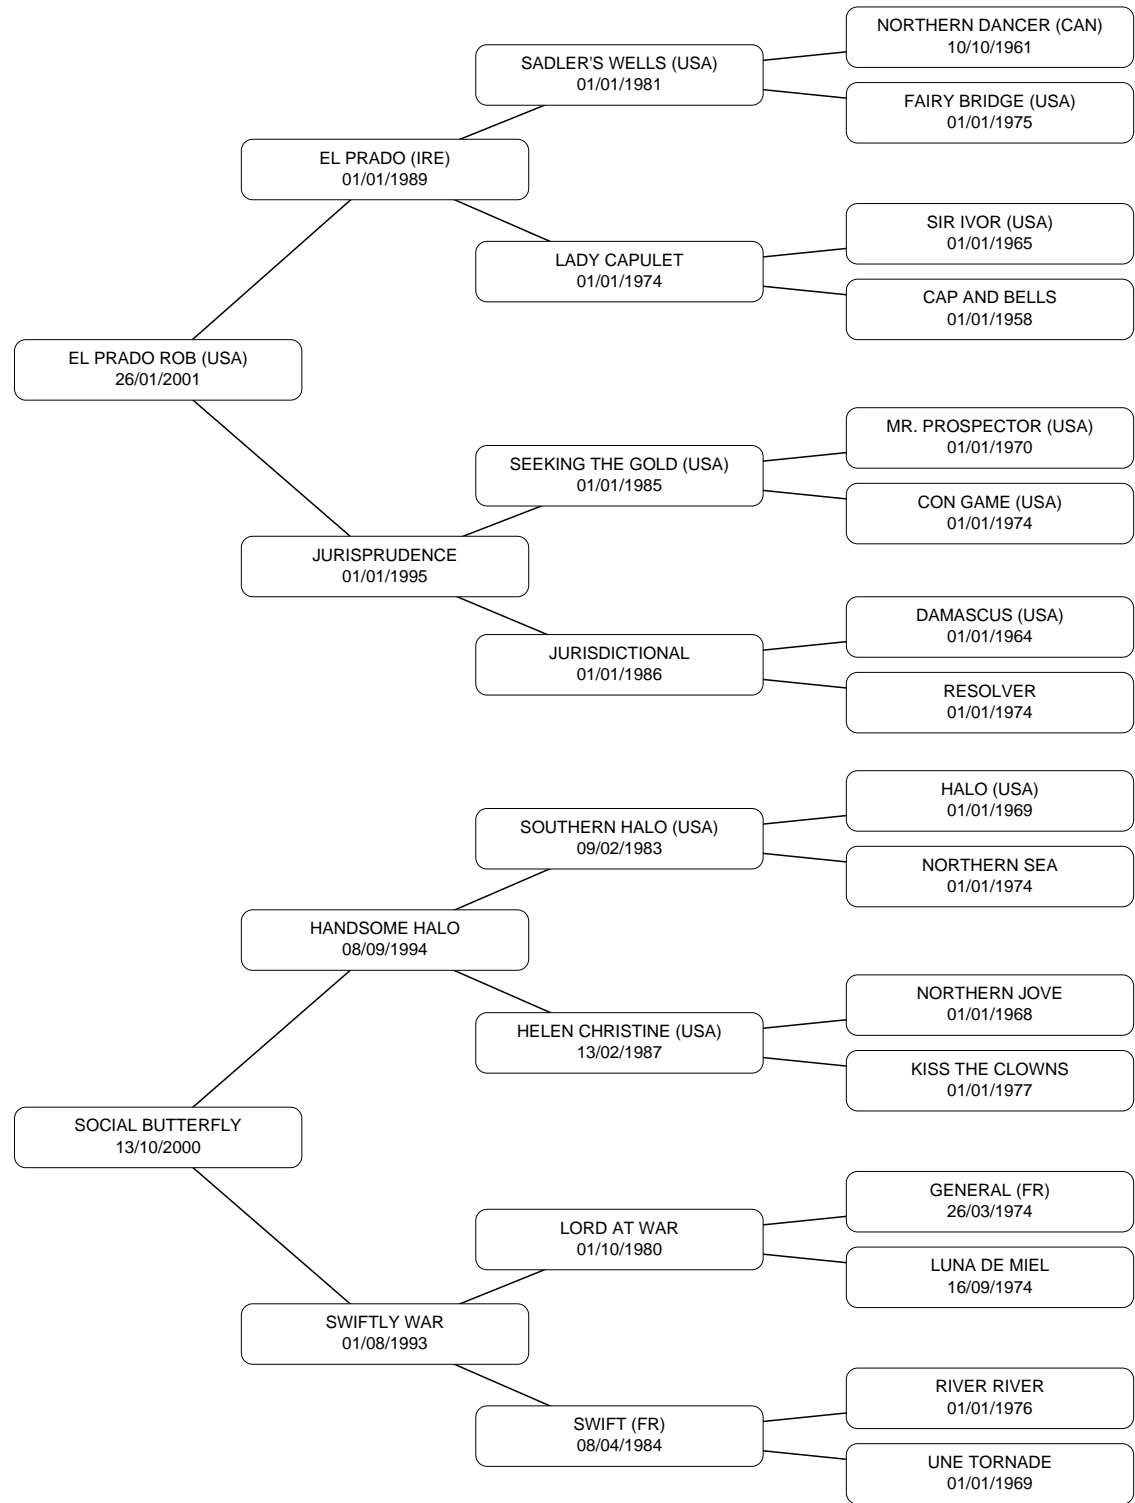 NORTHERN DANCER (CAN)
10/10/1961
SADLER'S WELLS (USA)
01/01/1981
FAIRY BRIDGE (USA)
01/01/1975
EL PRADO (IRE)
01/01/1989
SIR IVOR (USA)
01/01/1965
LADY CAPULET
01/01/1974
CAP AND BELLS
01/01/1958
EL PRADO ROB (USA)
26/01/2001
MR. PROSPECTOR (USA)
01/01/1970
SEEKING THE GOLD (USA)
01/01/1985
CON GAME (USA)
01/01/1974
JURISPRUDENCE
01/01/1995
DAMASCUS (USA)
01/01/1964
JURISDICTIONAL
01/01/1986
RESOLVER
01/01/1974
HALO (USA)
01/01/1969
SOUTHERN HALO (USA)
09/02/1983
NORTHERN SEA
01/01/1974
HANDSOME HALO
08/09/1994
NORTHERN JOVE
01/01/1968
HELEN CHRISTINE (USA)
13/02/1987
KISS THE CLOWNS
01/01/1977
SOCIAL BUTTERFLY
13/10/2000
GENERAL (FR)
26/03/1974
LORD AT WAR
01/10/1980
LUNA DE MIEL
16/09/1974
SWIFTLY WAR
01/08/1993
RIVER RIVER
01/01/1976
SWIFT (FR)
08/04/1984
UNE TORNADE
01/01/1969